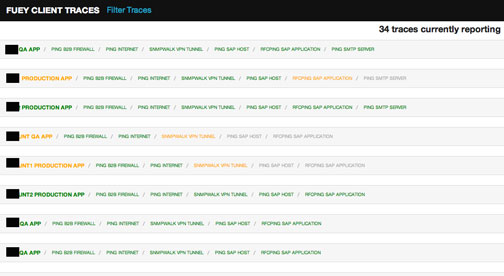 FUEY CLIENT TRACES Filter Traces
34 traces currently reporting
QA APP / PING B2B FIREWALL / PING INTERNET / SNMPWALK VPN TUNNEL / PING SAP HOST / RFCPING SAP APPLICATION / PING SMTP SERVER
PRODUCTION APP / PING B2B FIREWALL / PING INTERNET / SNMPWALK VPN TUNNEL / PING SAP HOST / RFCPING SAP APPLICATION / PING SMTP SERVER
PRODUCTION APP / PING B2B FIREWALL / PING INTERNET / SNMPWALK VPN TUNNEL / PING SAP HOST / RFCPING SAP APPLICATION / PING SMTP SERVER
QA APP / PING B2B FIREWALL / PING INTERNET / SNMPWALK VPN TUNNEL / PING SAP HOST / RFCPING SAP APPLICATION
PRODUCTION APP / PING B2B FIREWALL / PING INTERNET / SNMPWALK VPN TUNNEL / PING SAP HOST / RFCPING SAP APPLICATION
PRODUCTION APP / PING B2B FIREWALL / PING INTERNET / SNMPWALK VPN TUNNEL / PING SAP HOST / RFCPING SAP APPLICATION
QA APP / PING B2B FIREWALL / PING INTERNET / SNMPWALK VPN TUNNEL / PING SAP HOST / RFCPING SAP APPLICATION
QA APP / PING B2B FIREWALL / PING INTERNET / SNMPWALK VPN TUNNEL / PING SAP HOST / RFCPING SAP APPLICATION